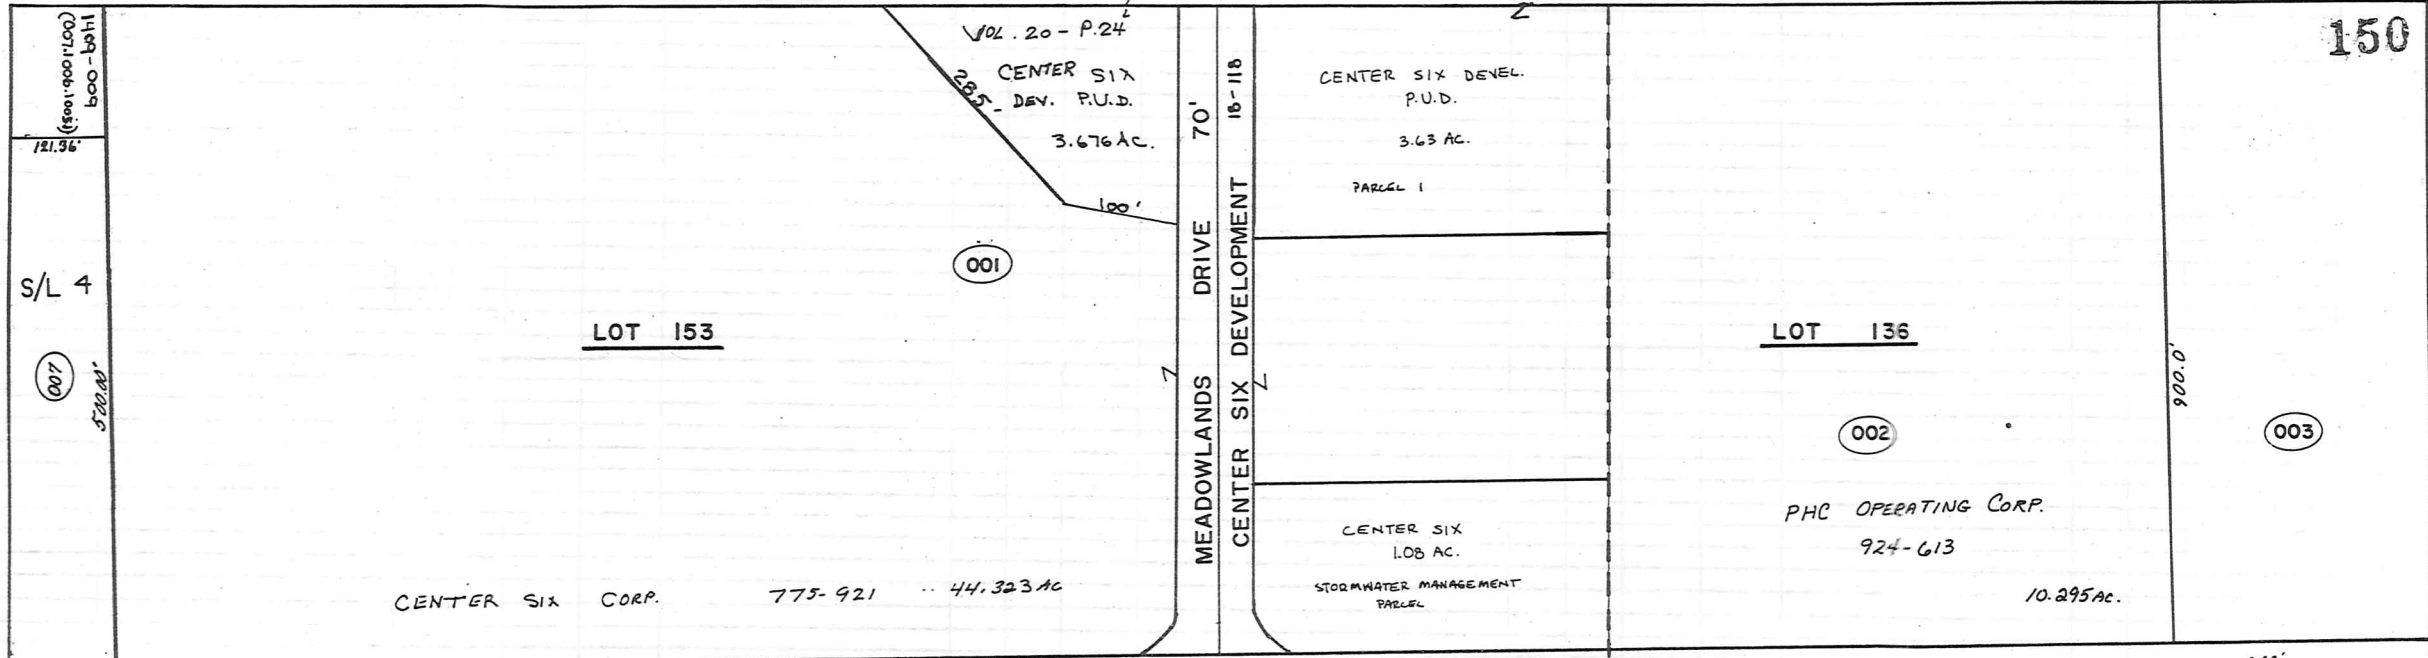 150
1409-009
(007.1006.10051)
121.36'
S/L 4
007
500.00'
VOL. 20 - P.24
CENTER SIX
DEV. P.U.D.
3.676 AC.
285-
100'
001
LOT 153
CENTER SIX CORP. 775-921 44.323 AC
MEADOWLANDS DRIVE 70'
CENTER SIX DEVELOPMENT 18-118
CENTER SIX DEVEL.
P.U.D.
3.63 AC.
PARCEL 1
CENTER SIX
1.08 AC.
STORMWATER MANAGEMENT
PARCEL
LOT 136
002
PHC OPERATING CORP.
924-613
10.295 AC.
900.0'
003